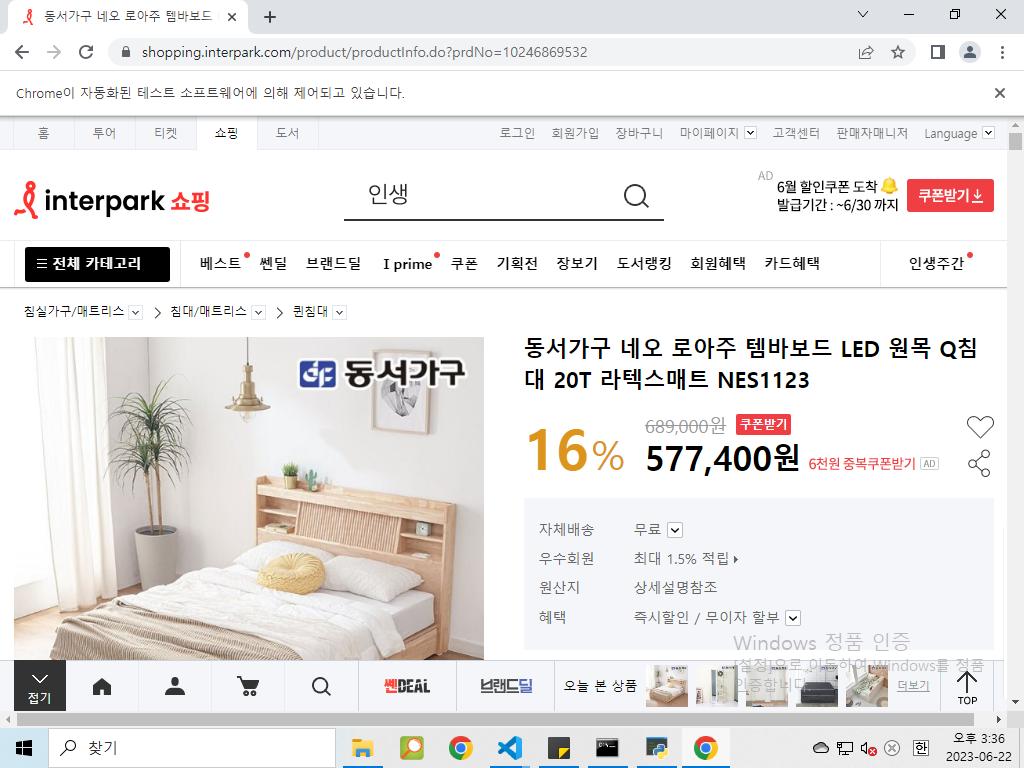 동서가구 네오 로아주 템바보드
shopping.interpark.com/product/productInfo.do?prdNo=10246869532
Chrome이 자동화된 테스트 소프트웨어에 의해 제어되고 있습니다.
홈 투어 티켓 쇼핑 도서 로그인 회원가입 장바구니 마이페이지 고객센터 판매자매니저 Language
interpark 쇼핑
인생
AD
6월 할인쿠폰 도착
발급기간 : ~6/30 까지
쿠폰받기
전체 카테고리 베스트 쎈딜 브랜드딜 I prime 쿠폰 기획전 장보기 도서랭킹 회원혜택 카드혜택 인생주간
침실가구/매트리스 침대/매트리스 퀸침대
동서가구
동서가구 네오 로아주 템바보드 LED 원목 Q침
대 20T 라텍스매트 NES1123
689,000원 쿠폰받기
16% 577,400원 6천원 중복쿠폰받기 AD
자체배송 무료
우수회원 최대 1.5% 적립
원산지 상세설명참조
혜택 즉시할인 / 무이자 할부
Windows 정품 인증
[설정]으로 이동하여 Windows를 정품
인증합니다.
접기
쎈DEAL
브랜드딜
오늘 본 상품
더보기
TOP
찾기
한
오후 3:36
2023-06-22